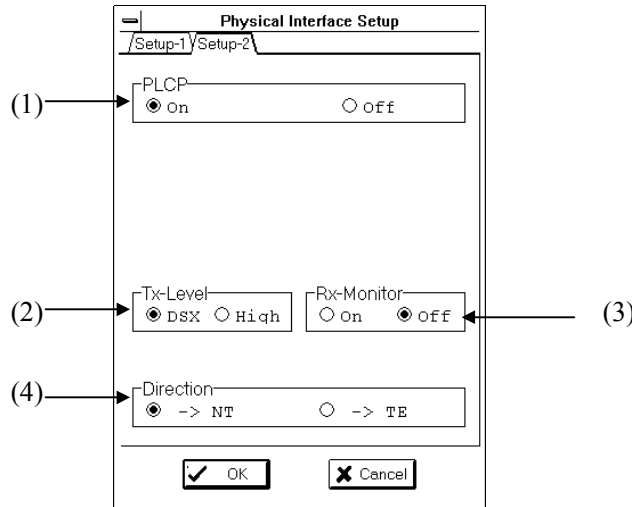 Physical Interface Setup
Setup-1 Setup-2
PLCP
(1)
On Off
Tx-Level Rx-Monitor
(2) DSX High On Off (3)
Direction
(4)
-> NT -> TE
OK Cancel